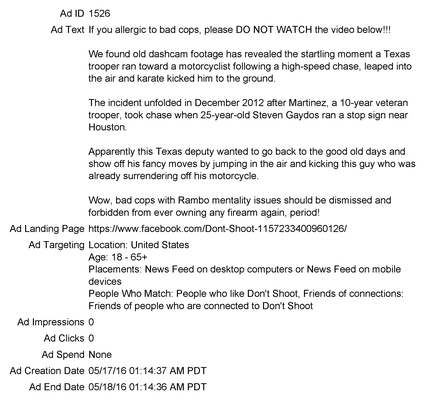 Ad ID 1526
Ad Text If you allergic to bad cops, please DO NOT WATCH the video below!!!
We found old dashcam footage has revealed the startling moment a Texas
trooper ran toward a motorcyclist following a high-speed chase, leaped into
the air and karate kicked him to the ground.
The incident unfolded in December 2012 after Martinez, a 10-year veteran
trooper, took chase when 25-year-old Steven Gaydos ran a stop sign near
Houston.
Apparently this Texas deputy wanted to go back to the good old days and
show off his fancy moves by jumping in the air and kicking this guy who was
already surrendering off his motorcycle.
Wow, bad cops with Rambo mentality issues should be dismissed and
forbidden from ever owning any firearm again, period!
Ad Landing Page https://www.facebook.com/Dont-Shoot-1157233400960126/
Ad Targeting Location: United States
Age: 18 - 65+
Placements: News Feed on desktop computers or News Feed on mobile
devices
People Who Match: People who like Don't Shoot, Friends of connections:
Friends of people who are connected to Don't Shoot
Ad Impressions 0
Ad Clicks 0
Ad Spend None
Ad Creation Date 05/17/16 01:14:37 AM PDT
Ad End Date 05/18/16 01:14:36 AM PDT